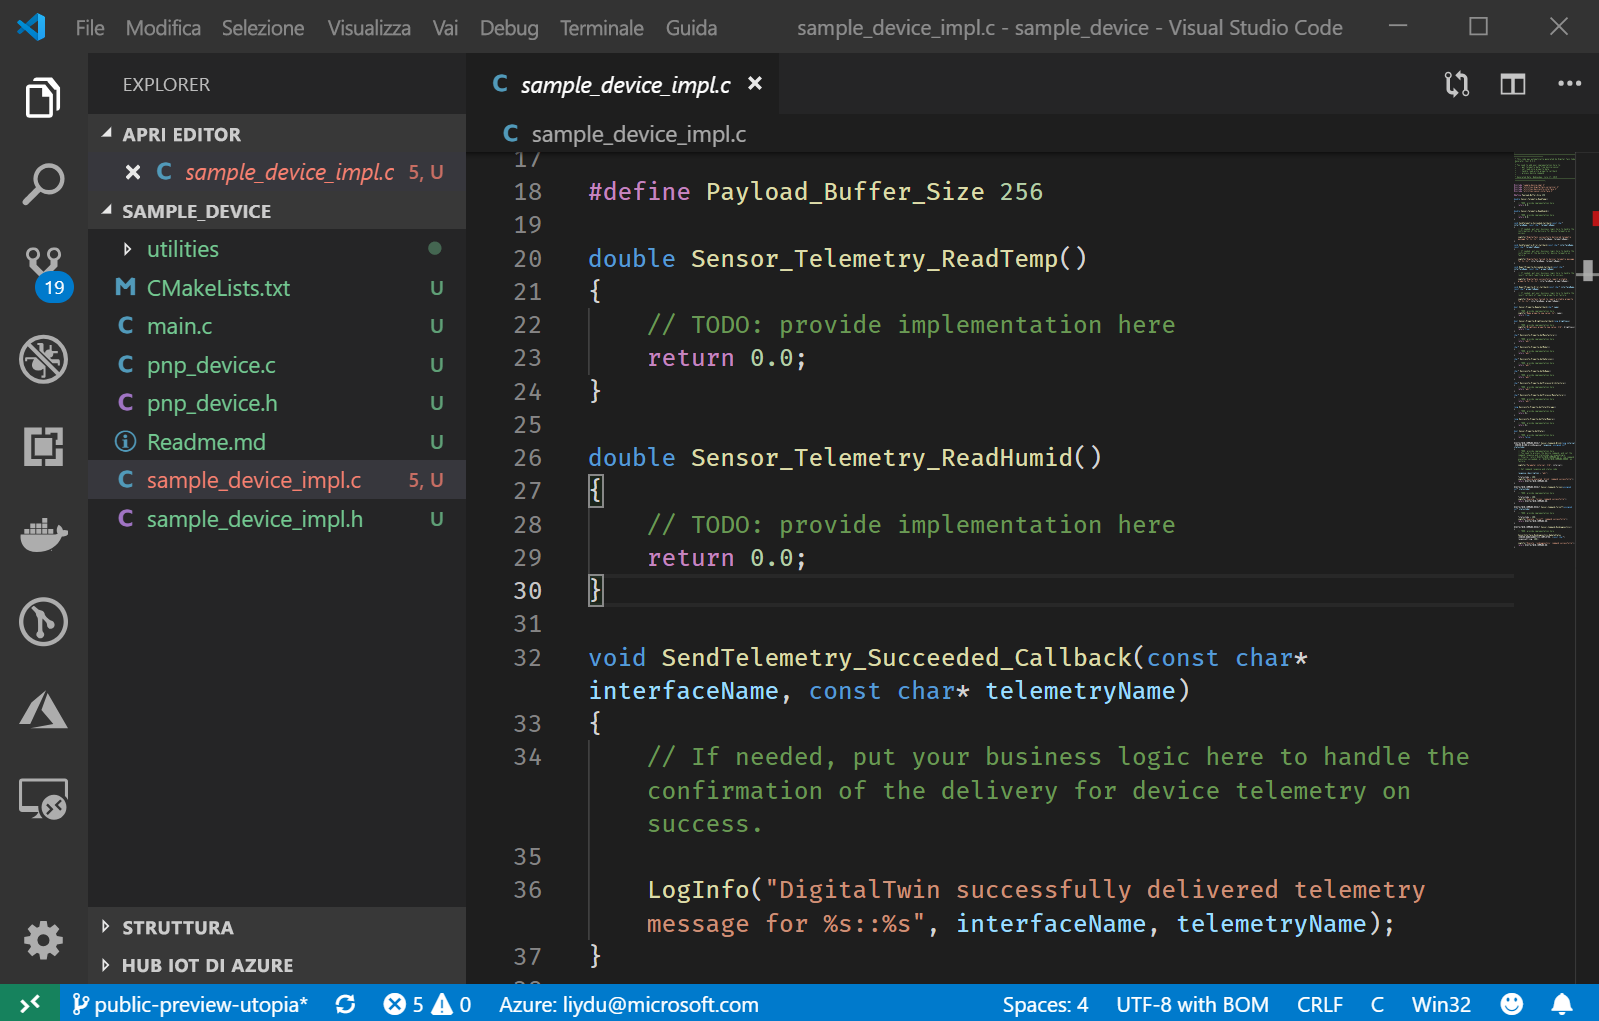 File Modifica Selezione Visualizza Vai Debug Terminale Guida sample_device_impl.c - sample_device - Visual Studio Code
EXPLORER
APRI EDITOR
sample_device_impl.c 5, U
SAMPLE_DEVICE
utilities
CMakeLists.txt U
main.c U
pnp_device.c U
pnp_device.h U
Readme.md U
sample_device_impl.c 5, U
sample_device_impl.h U
STRUTTURA
HUB IOT DI AZURE
19
sample_device_impl.c
sample_device_impl.c
17
18 #define Payload_Buffer_Size 256
19
20 double Sensor_Telemetry_ReadTemp()
21 {
22 // TODO: provide implementation here
23 return 0.0;
24 }
25
26 double Sensor_Telemetry_ReadHumid()
27 {
28 // TODO: provide implementation here
29 return 0.0;
30 }
31
32 void SendTelemetry_Succeeded_Callback(const char*
interfaceName, const char* telemetryName)
33 {
34 // If needed, put your business logic here to handle the
confirmation of the delivery for device telemetry on
success.
35
36 LogInfo("DigitalTwin successfully delivered telemetry
message for %s::%s", interfaceName, telemetryName);
37 }
public-preview-utopia* 5 0 Azure: liydu@microsoft.com Spaces: 4 UTF-8 with BOM CRLF C Win32